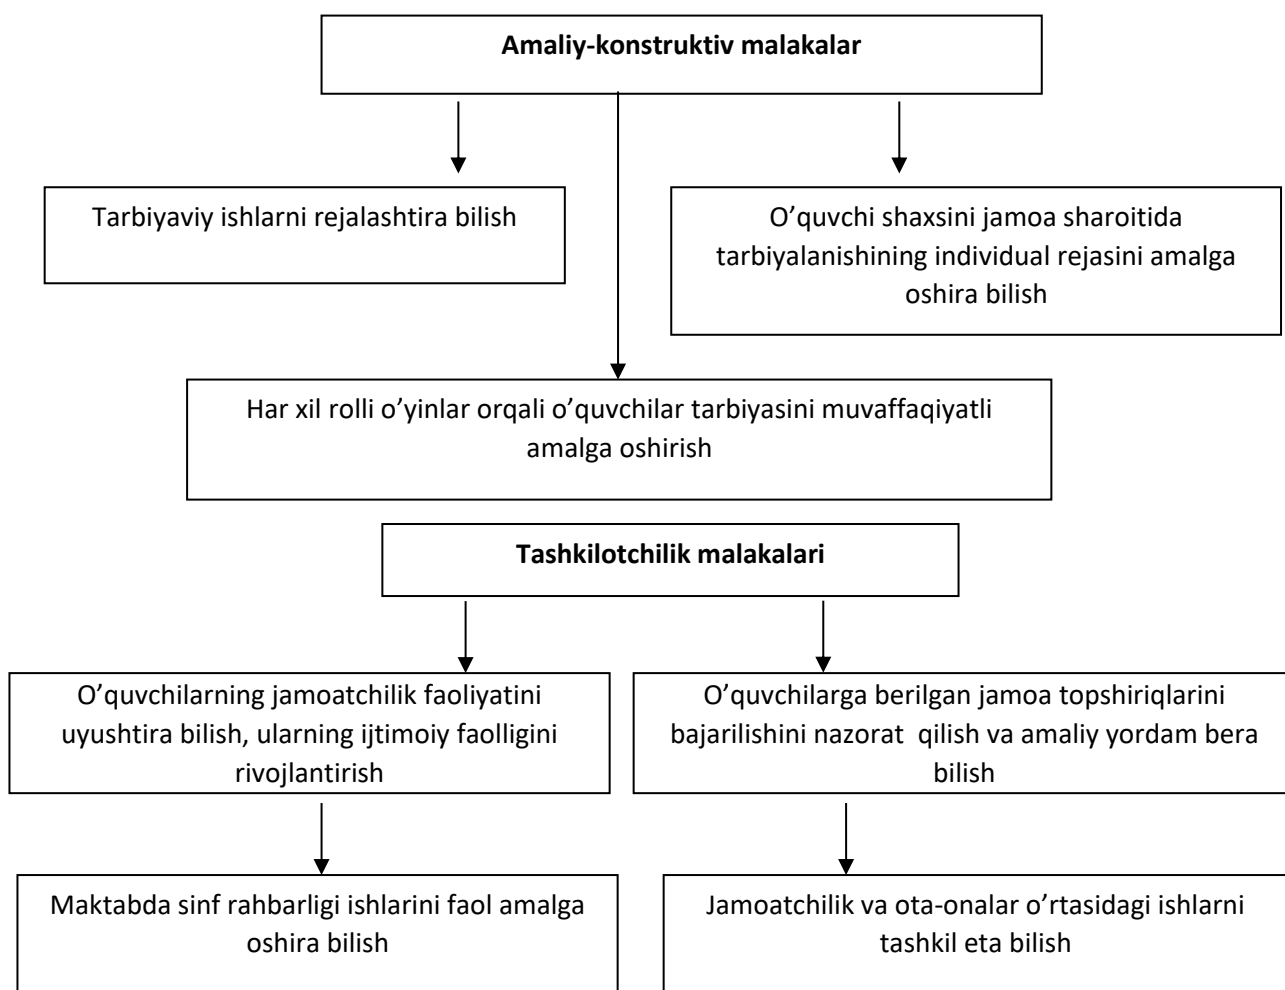 Amaliy-konstruktiv malakalar
Tarbiyaviy ishlarni rejalashtira bilish
O’quvchi shaxsini jamoa sharoitida
tarbiyalanishining individual rejasini amalga
oshira bilish
Har xil rolli o’yinlar orqali o’quvchilar tarbiyasini muvaffaqiyatli
amalga oshirish
Tashkilotchilik malakalari
O’quvchilarning jamoatchilik faoliyatini
uyushtira bilish, ularning ijtimoiy faolligini
rivojlantirish
O’quvchilarga berilgan jamoa topshiriqlarini
bajarilishini nazorat  qilish va amaliy yordam bera
bilish
Maktabda sinf rahbarligi ishlarini faol amalga
oshira bilish
Jamoatchilik va ota-onalar o’rtasidagi ishlarni
tashkil eta bilish